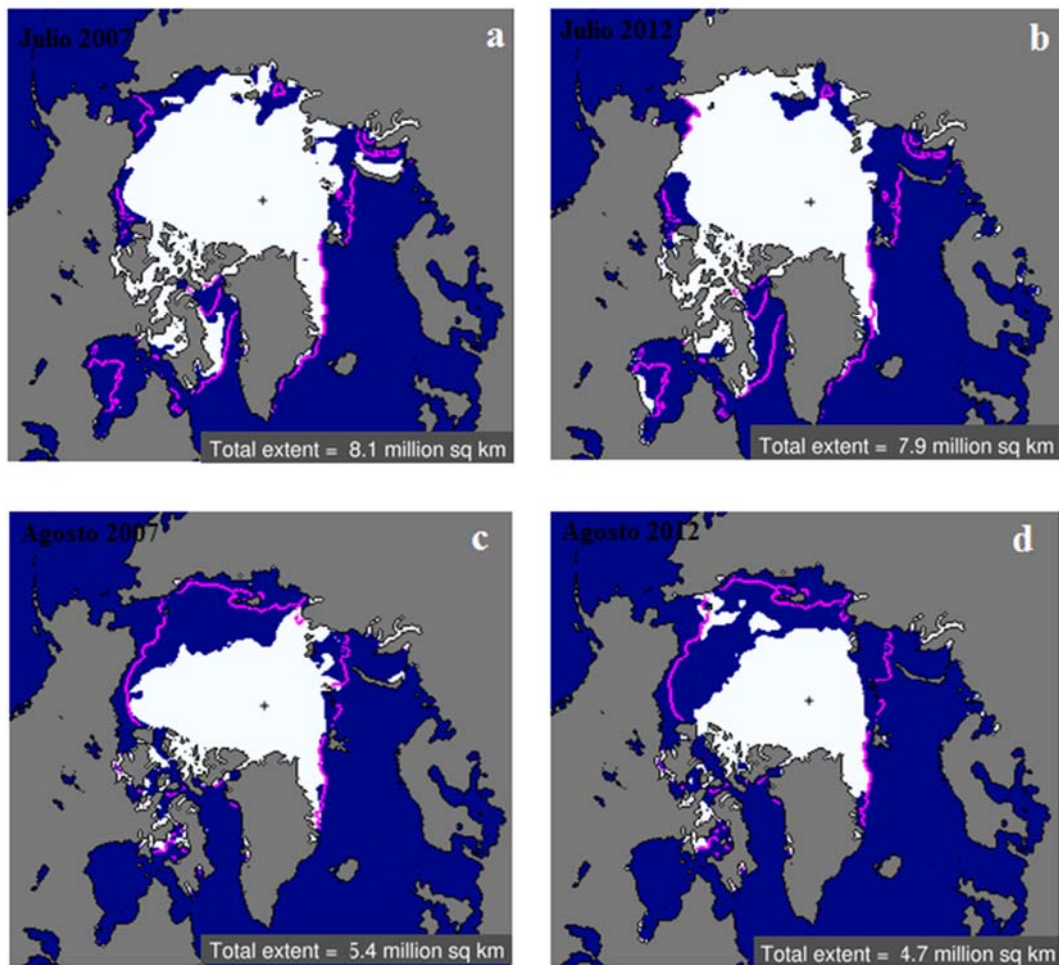 Julio 2007
a
Total extent = 8.1 million sq km
Julio 2012
b
Total extent = 7.9 million sq km
Agosto 2007
c
Total extent = 5.4 million sq km
Agosto 2012
d
Total extent = 4.7 million sq km